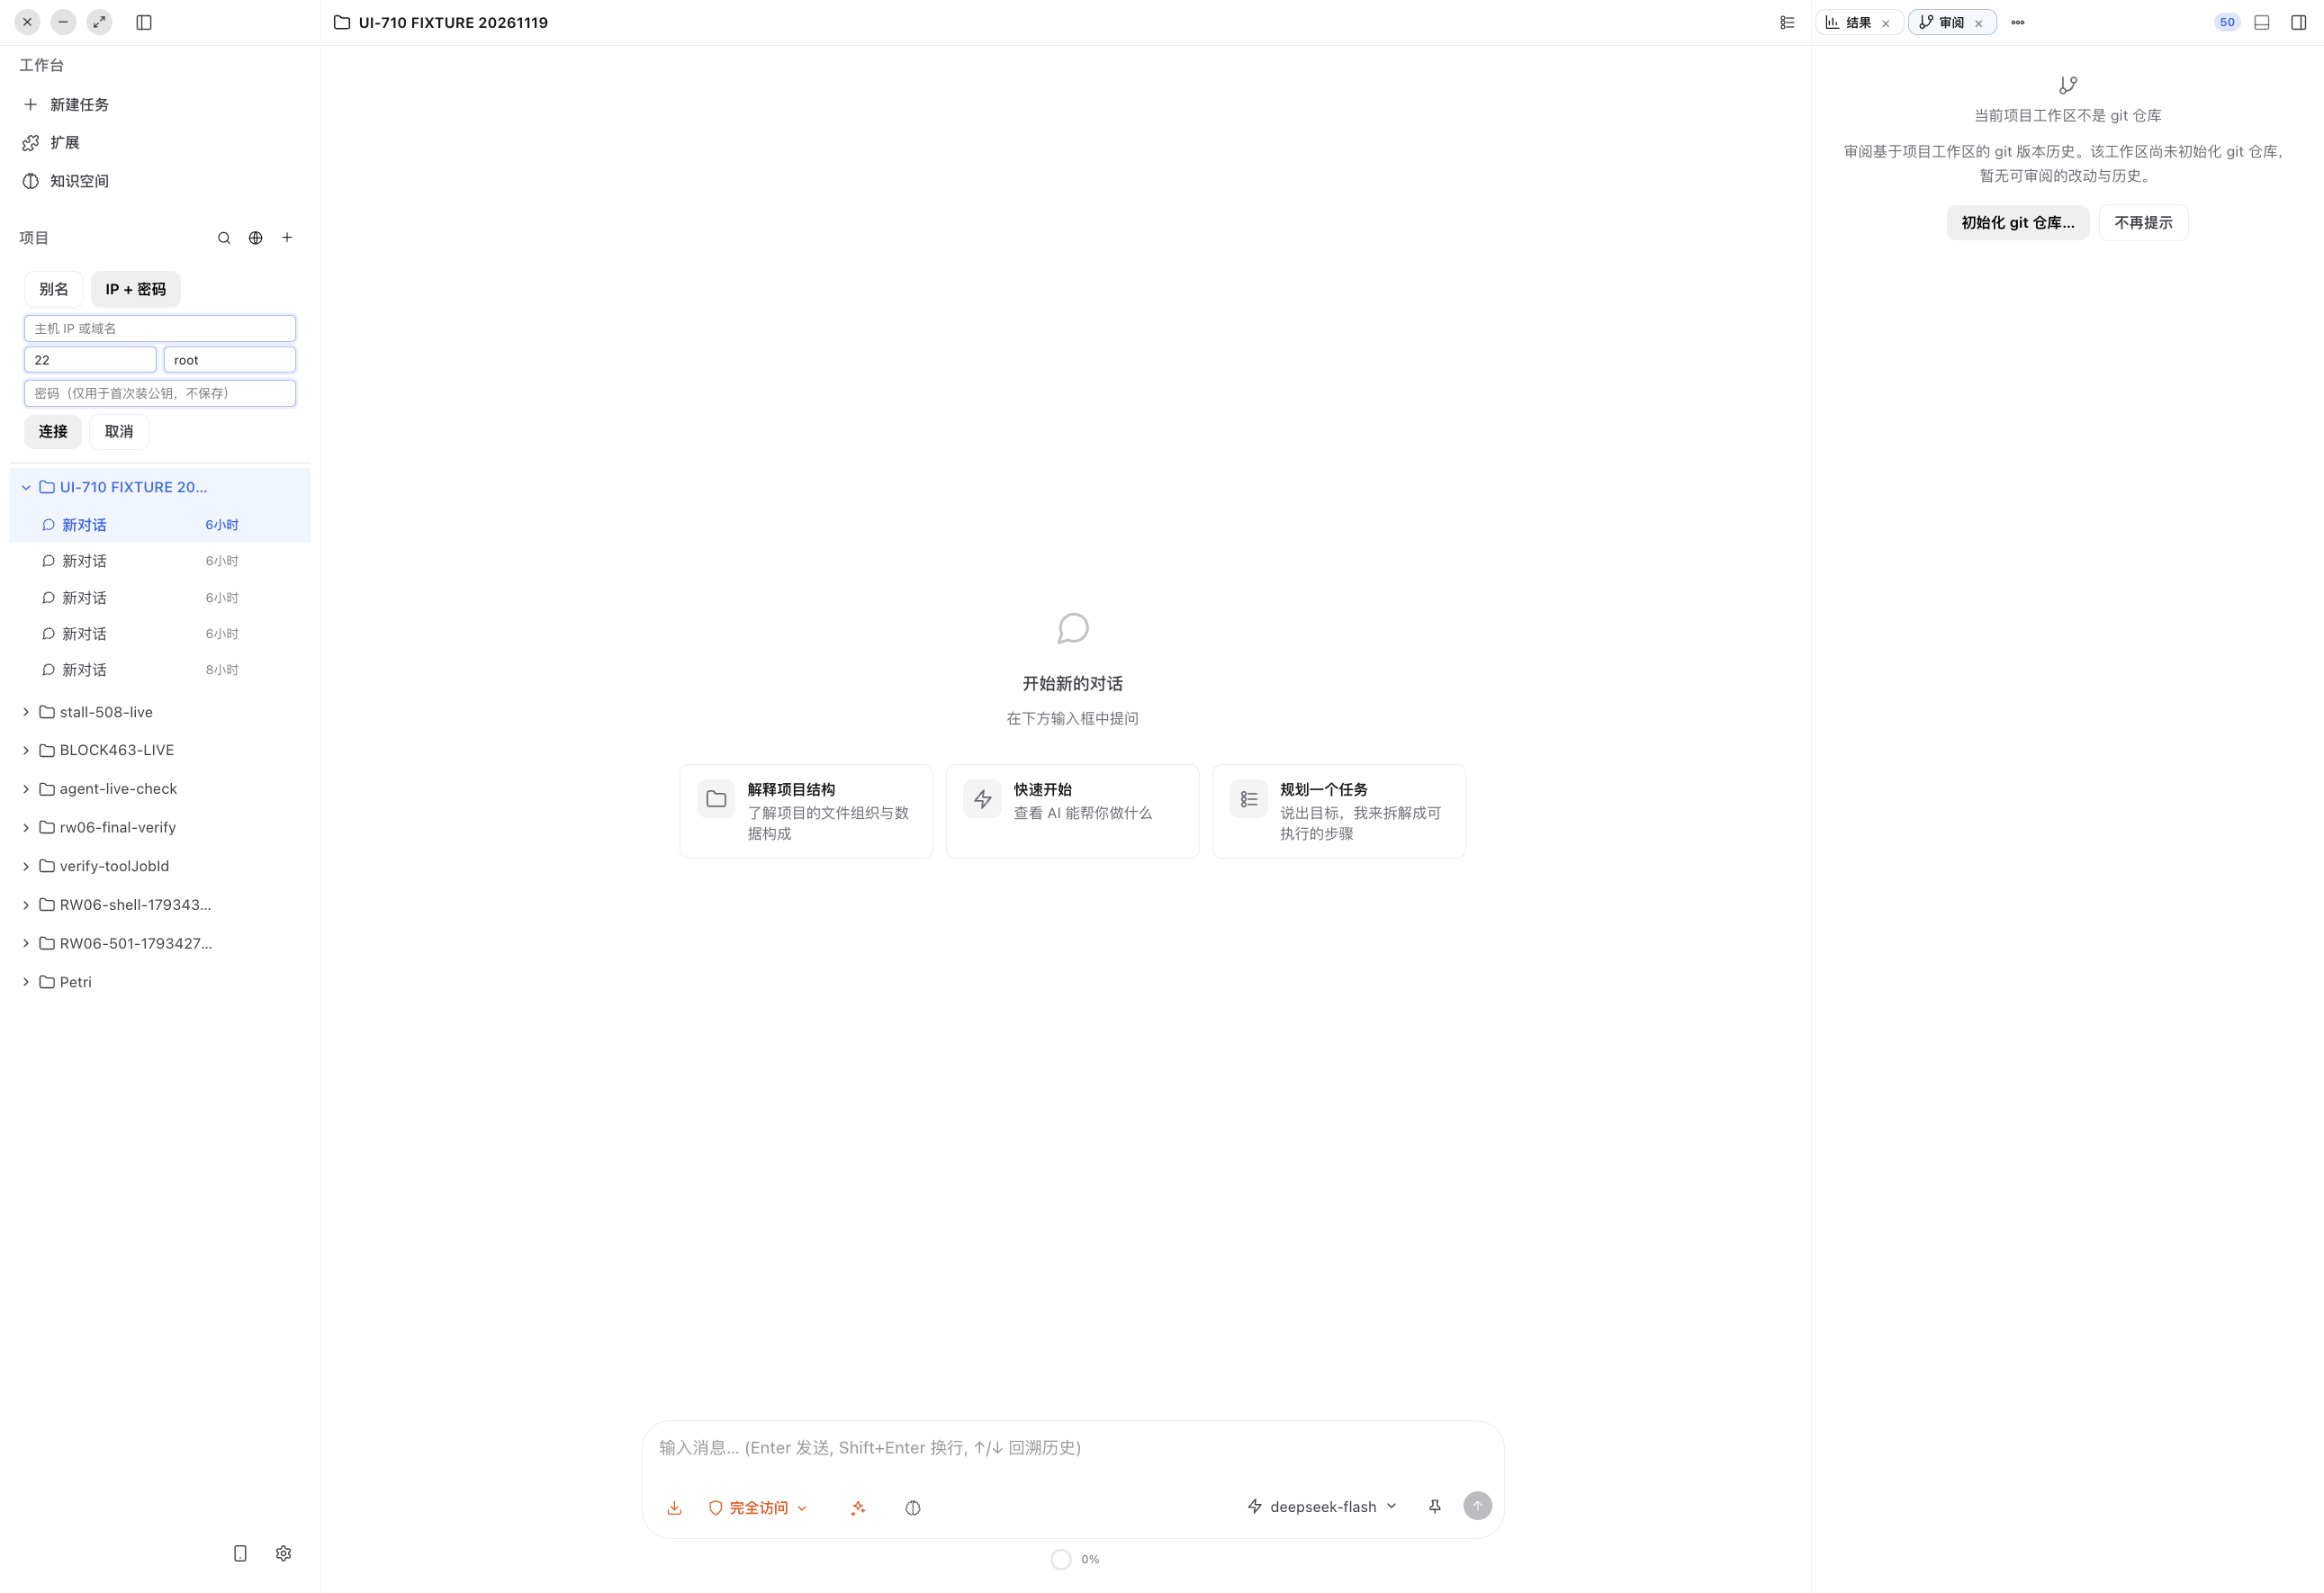 UI-710 FIXTURE 20261119
结果
审阅
50
工作台
新建任务
扩展
知识空间
项目
别名
IP + 密码
主机 IP 或域名
22
root
密码（仅用于首次装公钥，不保存）
连接
取消
UI-710 FIXTURE 20...
新对话 6小时
新对话 6小时
新对话 6小时
新对话 6小时
新对话 8小时
stall-508-live
BLOCK463-LIVE
agent-live-check
rw06-final-verify
verify-toolJobId
RW06-shell-179343...
RW06-501-1793427...
Petri
开始新的对话
在下方输入框中提问
解释项目结构
了解项目的文件组织与数
据构成
快速开始
查看 AI 能帮你做什么
规划一个任务
说出目标，我来拆解成可
执行的步骤
输入消息... (Enter 发送, Shift+Enter 换行, ↑/↓ 回溯历史)
完全访问
deepseek-flash
0%
当前项目工作区不是 git 仓库
审阅基于项目工作区的 git 版本历史。该工作区尚未初始化 git 仓库，
暂无可审阅的改动与历史。
初始化 git 仓库...
不再提示